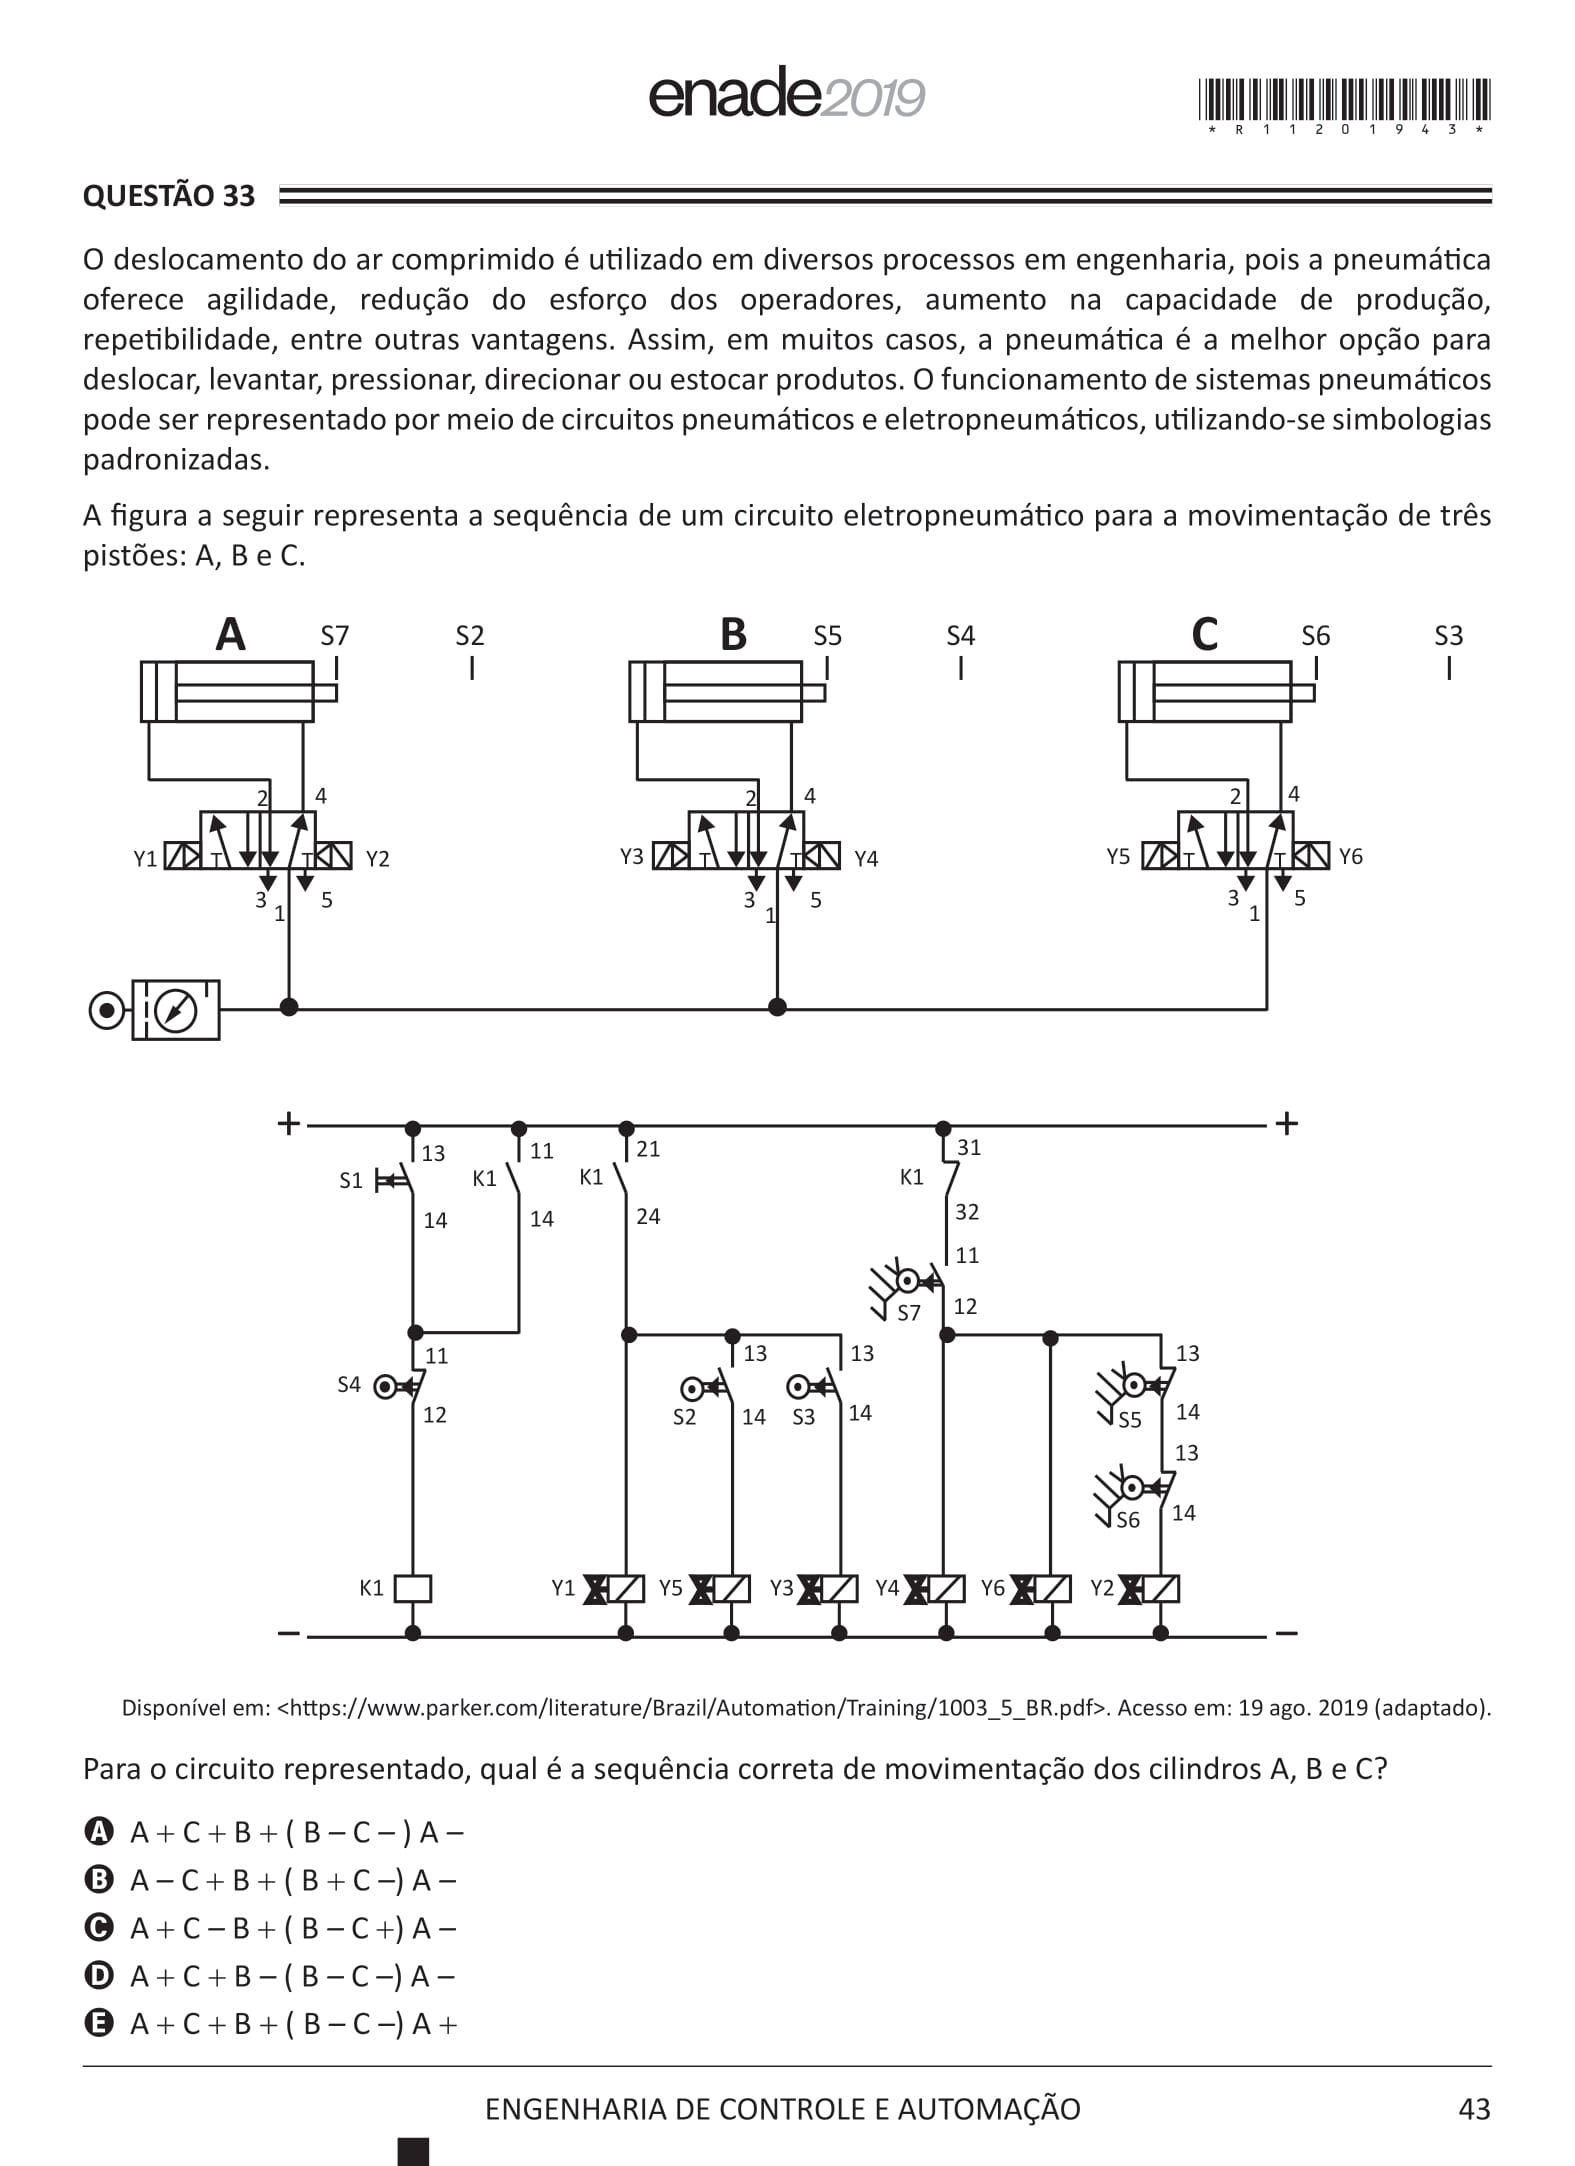 enade2019
* R 1 1 2 0 1 9 4 3 *
QUESTÃO 33
O deslocamento do ar comprimido é utilizado em diversos processos em engenharia, pois a pneumática
oferece agilidade, redução do esforço dos operadores, aumento na capacidade de produção,
repetibilidade, entre outras vantagens. Assim, em muitos casos, a pneumática é a melhor opção para
deslocar, levantar, pressionar, direcionar ou estocar produtos. O funcionamento de sistemas pneumáticos
pode ser representado por meio de circuitos pneumáticos e eletropneumáticos, utilizando-se simbologias
padronizadas.
A figura a seguir representa a sequência de um circuito eletropneumático para a movimentação de três
pistões: A, B e C.
A S7 S2 B S5 S4 C S6 S3
2 4 2 4 2 4
Y1 T T Y2 Y3 T T Y4 Y5 T T Y6
3 1 5 3 1 5 3 1 5
+ +
13 11 21 31
S1 K1 K1 K1
14 14 24 32
11
S7 12
11 13 13 13
S4 S5
12 S2 14 S3 14 14
13
S6 14
K1 Y1 Y5 Y3 Y4 Y6 Y2
– –
Disponível em: <https://www.parker.com/literature/Brazil/Automation/Training/1003_5_BR.pdf>. Acesso em: 19 ago. 2019 (adaptado).
Para o circuito representado, qual é a sequência correta de movimentação dos cilindros A, B e C?
A A + C + B + ( B – C – ) A –
B A – C + B + ( B + C –) A –
C A + C – B + ( B – C +) A –
D A + C + B – ( B – C –) A –
E A + C + B + ( B – C –) A +
ENGENHARIA DE CONTROLE E AUTOMAÇÃO 43